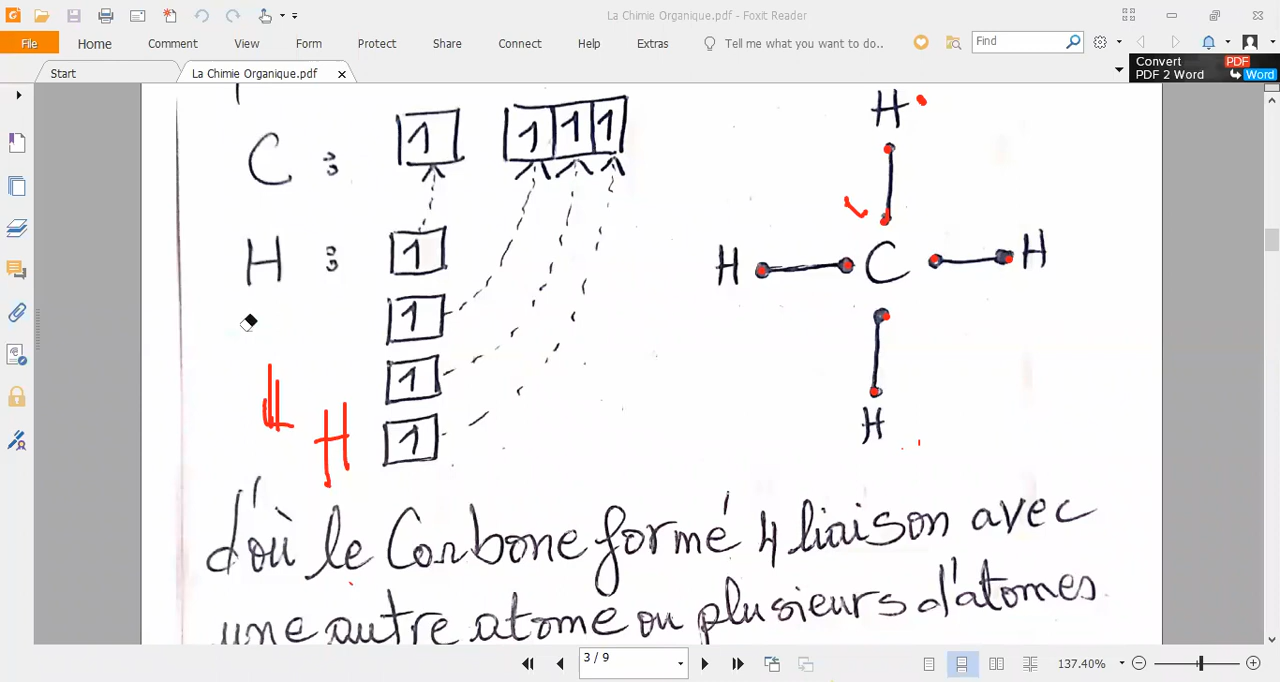 La Chimie Organique.pdf - Foxit Reader
File Home Comment View Form Protect Share Connect Help Extras Tell me what you want to do.. Find
Start La Chimie Organique.pdf
Convert PDF
PDF 2 Word Word
C : 1 1 1 1
H : 1
1
1
H 1
H
H C H
H
d'où le Carbone formé 4 liaison avec
une autre atome ou plusieurs d'atomes.
3 / 9 137.40%